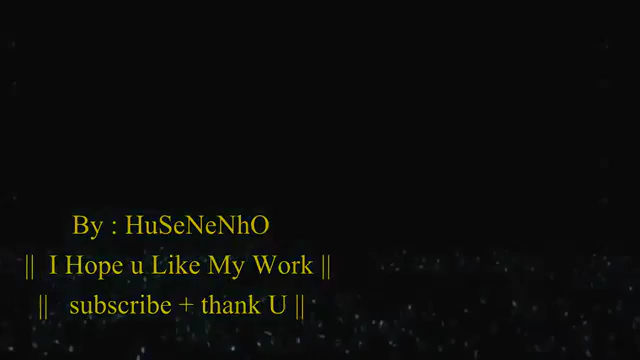 By : HuSeNeNhO
|| I Hope u Like My Work ||
|| subscribe + thank U ||